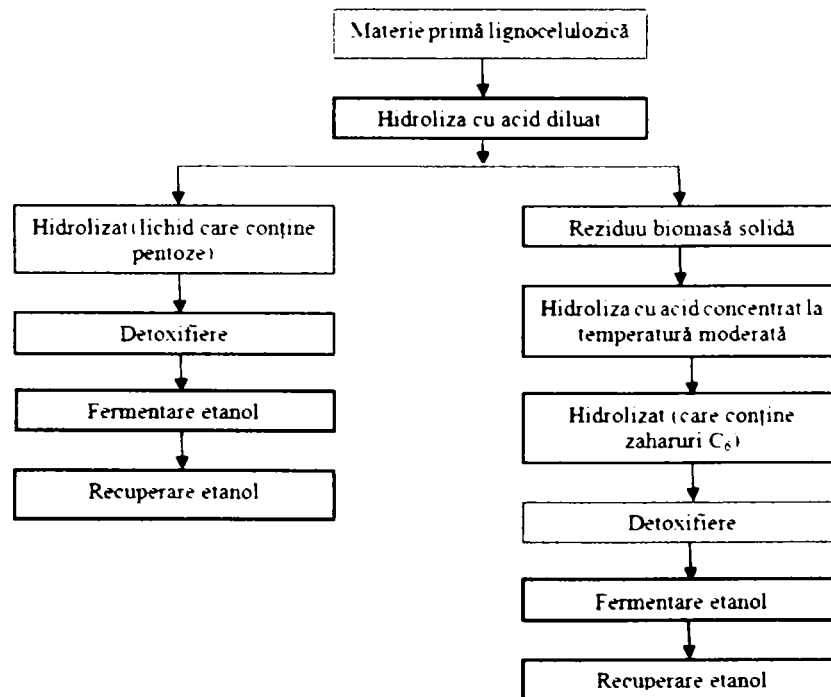 Materie primă lignocelulozică
Hidroliza cu acid diluat
Hidrolizat (lichid care conține
pentoze)
Detoxifiere
Fermentare etanol
Recuperare etanol
Reziduu biomasă solidă
Hidroliza cu acid concentrat la
temperatură moderată
Hidrolizat (care conține
zaharuri C₆)
Detoxifiere
Fermentare etanol
Recuperare etanol